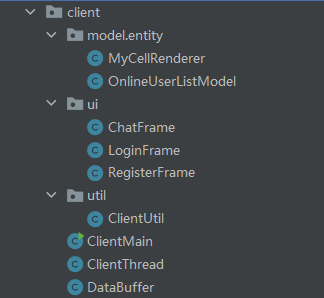 client
model.entity
MyCellRenderer
OnlineUserListModel
ui
ChatFrame
LoginFrame
RegisterFrame
util
ClientUtil
ClientMain
ClientThread
DataBuffer